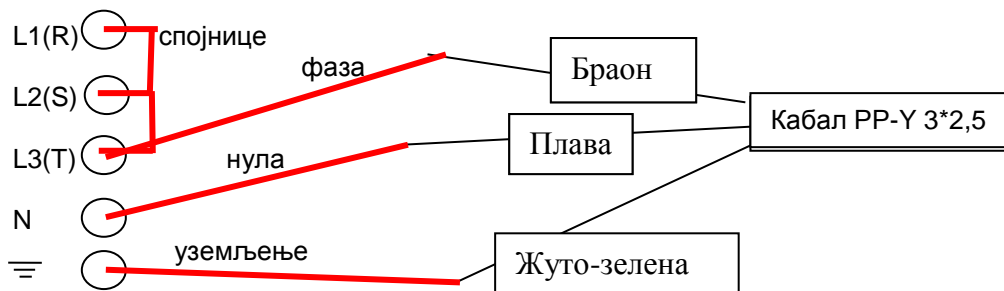 L1(R)
спојнице
фаза
Браон
L2(S)
Кабал PP-Y 3*2,5
Плава
L3(T)
нула
N
уземљење
Жуто-зелена